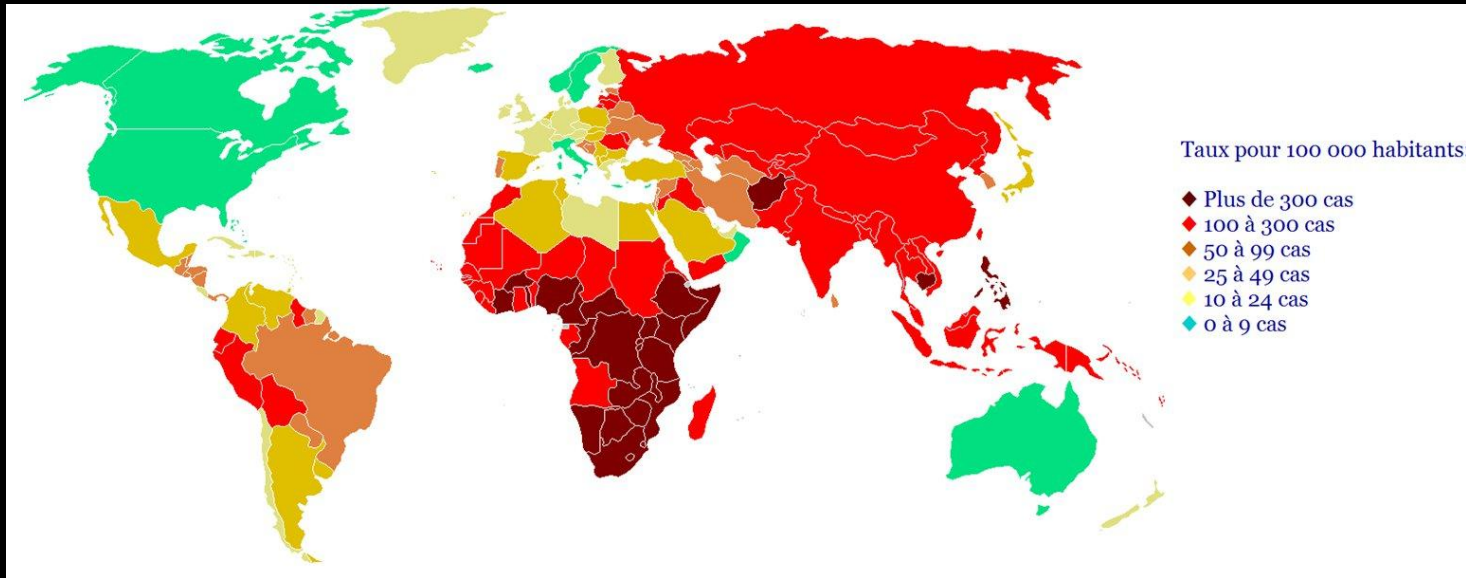 Taux pour 100 000 habitants:
Plus de 300 cas
100 à 300 cas
50 à 99 cas
25 à 49 cas
10 à 24 cas
0 à 9 cas